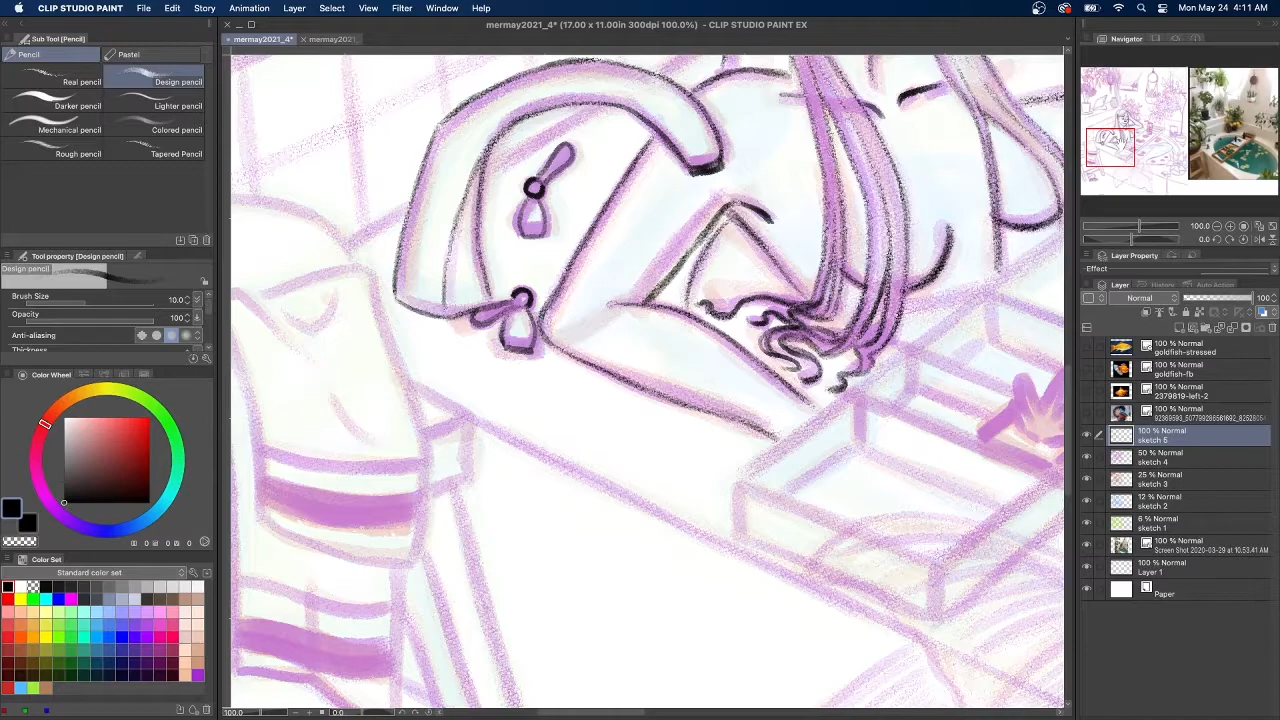 CLIP STUDIO PAINT File Edit Story Animation Layer Select View Filter Window Help Mon May 24 4:11 AM
mermay2021_4* (17.00 x 11.00in 300dpi 100.0%) - CLIP STUDIO PAINT EX
Sub Tool [Pencil]
mermay2021_4* mermay2021_
Navigator
Pencil Pastel
Real pencil Design pencil
Darker pencil Lighter pencil
Mechanical pencil Colored pencil
Rough pencil Tapered Pencil
Tool property [Design pencil]
Design pencil
Brush Size 10.0
Opacity 100
Anti-aliasing
Thickness
Color Wheel
0 0 0
Color Set
Standard color set
100.0 0.0
100.0
0.0
Layer Property
Effect
Layer History Auto Action
Normal 100
100 % Normal
goldfish-stressed
100 % Normal
goldfish-fb
100 % Normal
2379819-left-2
100 % Normal
100 % Normal
sketch 5
50 % Normal
sketch 4
25 % Normal
sketch 3
12 % Normal
sketch 2
6 % Normal
sketch 1
100 % Normal
Screen Shot 2020-03-29 at 10.53.41 AM
100 % Normal
Layer 1
Paper